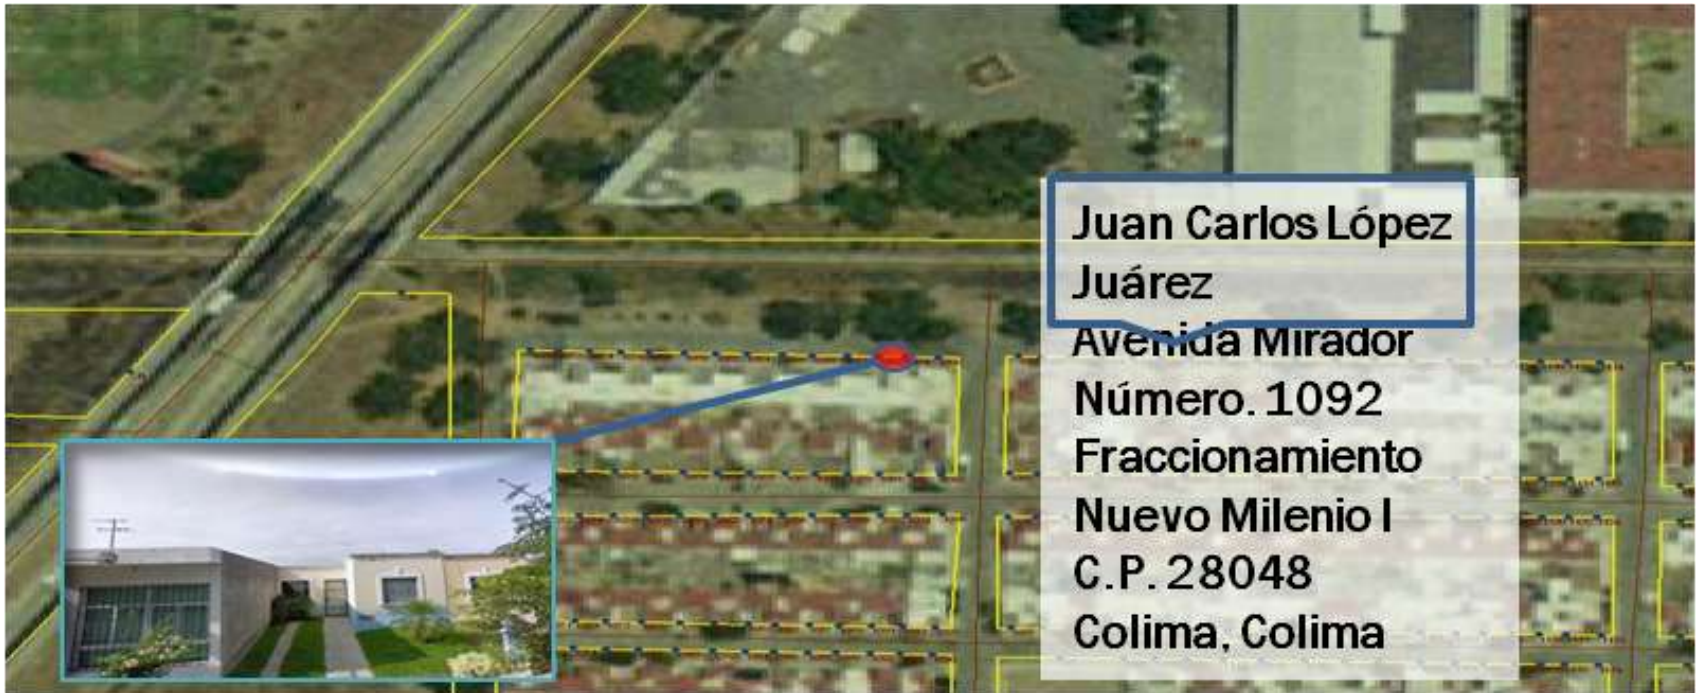 Juan Carlos López
Juárez
Avenida Mirador
Número. 1092
Fraccionamiento
Nuevo Milenio I
C.P. 28048
Colima, Colima